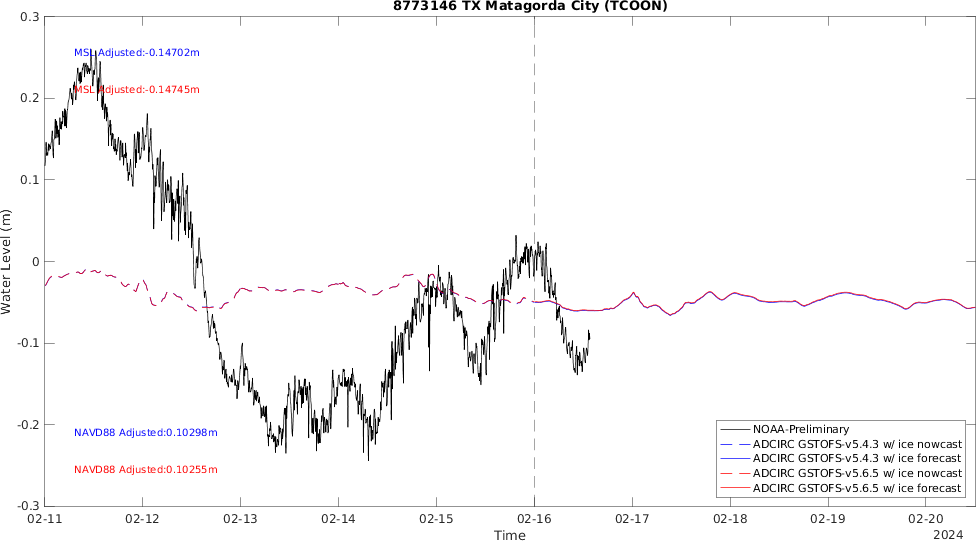 8773146 TX Matagorda City (TCOON)
0.3
0.2
0.1
0
-0.1
-0.2
-0.3
Water Level (m)
MSL Adjusted:-0.14702m
MSL Adjusted:-0.14745m
NAVD88 Adjusted:0.10298m
NAVD88 Adjusted:0.10255m
NOAA-Preliminary
ADCIRC GSTOFS-v5.4.3 w/ ice nowcast
ADCIRC GSTOFS-v5.4.3 w/ ice forecast
ADCIRC GSTOFS-v5.6.5 w/ ice nowcast
ADCIRC GSTOFS-v5.6.5 w/ ice forecast
02-11 02-12 02-13 02-14 02-15 02-16 02-17 02-18 02-19 02-20
Time
2024